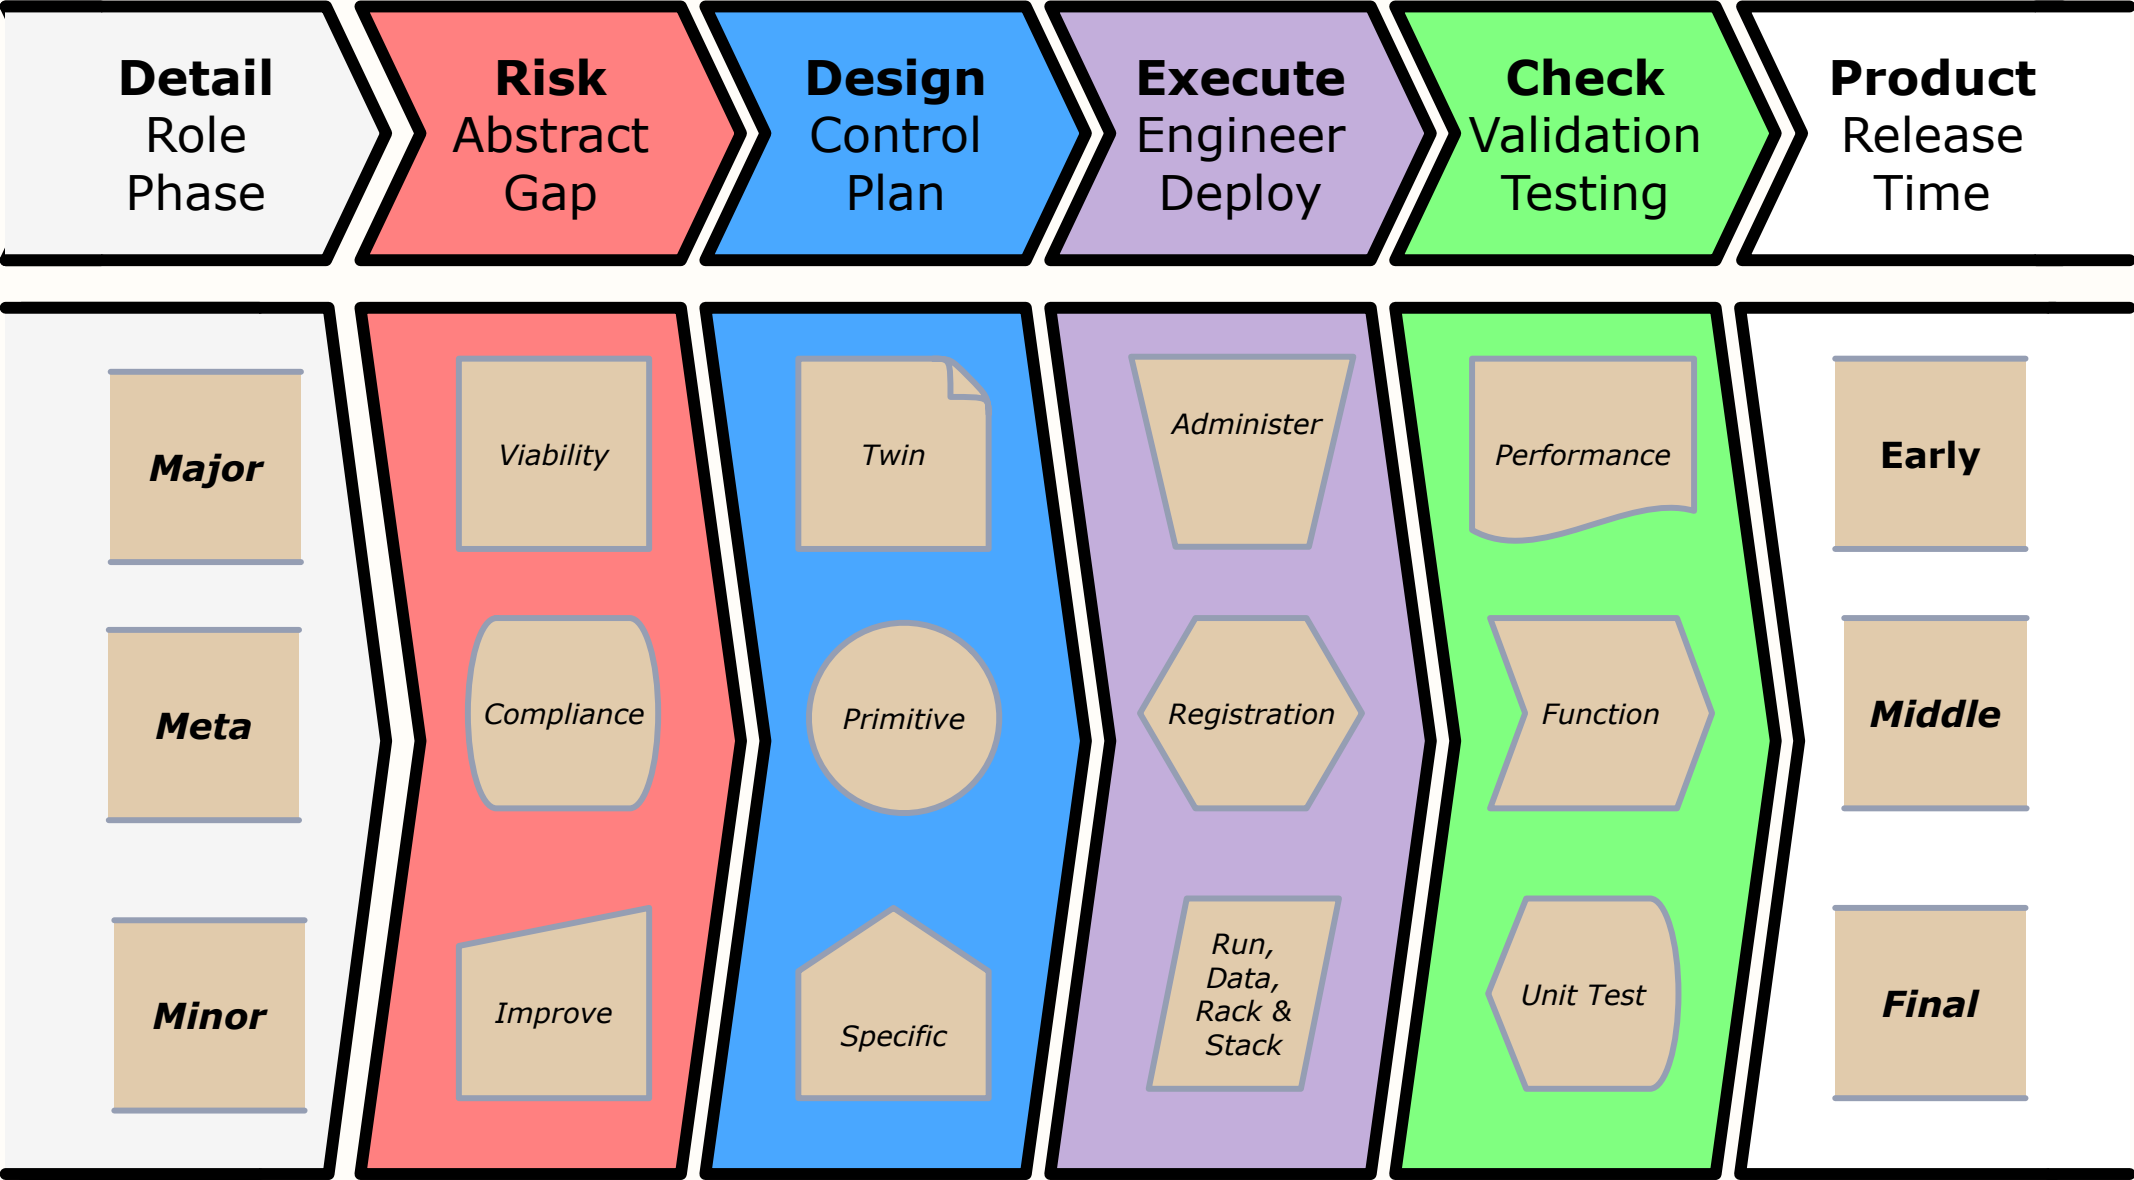 Detail
Role
Phase
Risk
Abstract
Gap
Design
Control
Plan
Execute
Engineer
Deploy
Check
Validation
Testing
Product
Release
Time
Major
Viability
Twin
Administer
Performance
Early
Meta
Compliance
Primitive
Registration
Function
Middle
Minor
Improve
Specific
Run,
Data,
Rack &
Stack
Unit Test
Final